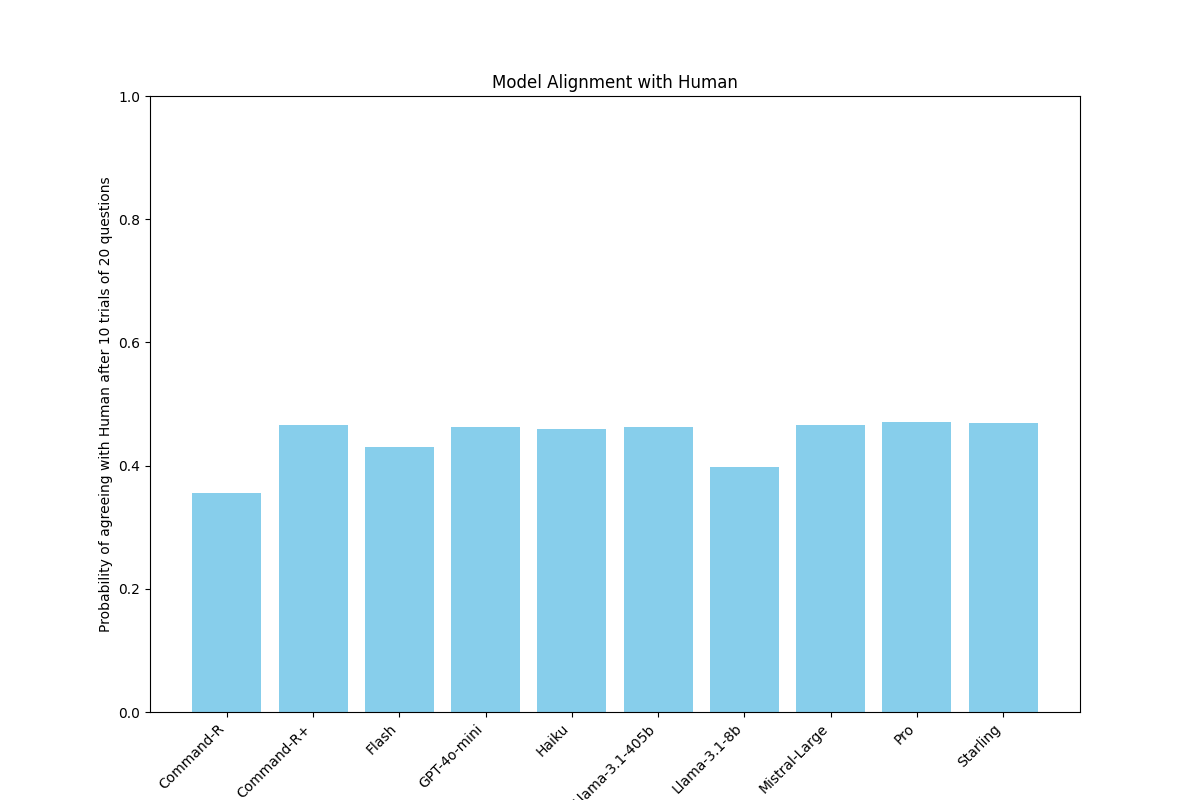 Model Alignment with Human
Probability of agreeing with Human after 10 trials of 20 questions
1.0
0.8
0.6
0.4
0.2
0.0
Command-R
Command-R+
Flash
GPT-4o-mini
Haiku
Llama-3.1-405b
Llama-3.1-8b
Mistral-Large
Pro
Starling